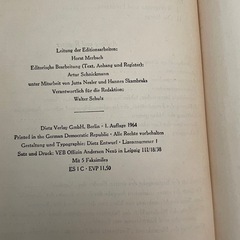 Leitung der Editionsarbeiten:
Horst Merbach
Editorische Bearbeitung (Text, Anhang und Register):
Artur Schnickmann
unter Mitarbeit von Jutta Nesler und Hannes Skambraks
Verantwortlich für die Redaktion:
Walter Schulz
Dietz Verlag GmbH, Berlin · 1. Auflage 1964
Printed in the German Democratic Republic · Alle Rechte vorbehalten
Gestaltung und Typographie: Dietz Entwurf · Lizenznummer 1
Satz und Druck: VEB Offizin Andersen Nexö in Leipzig III/18/38
Mit 5 Faksimiles
ES 1 C · EVP 11,50